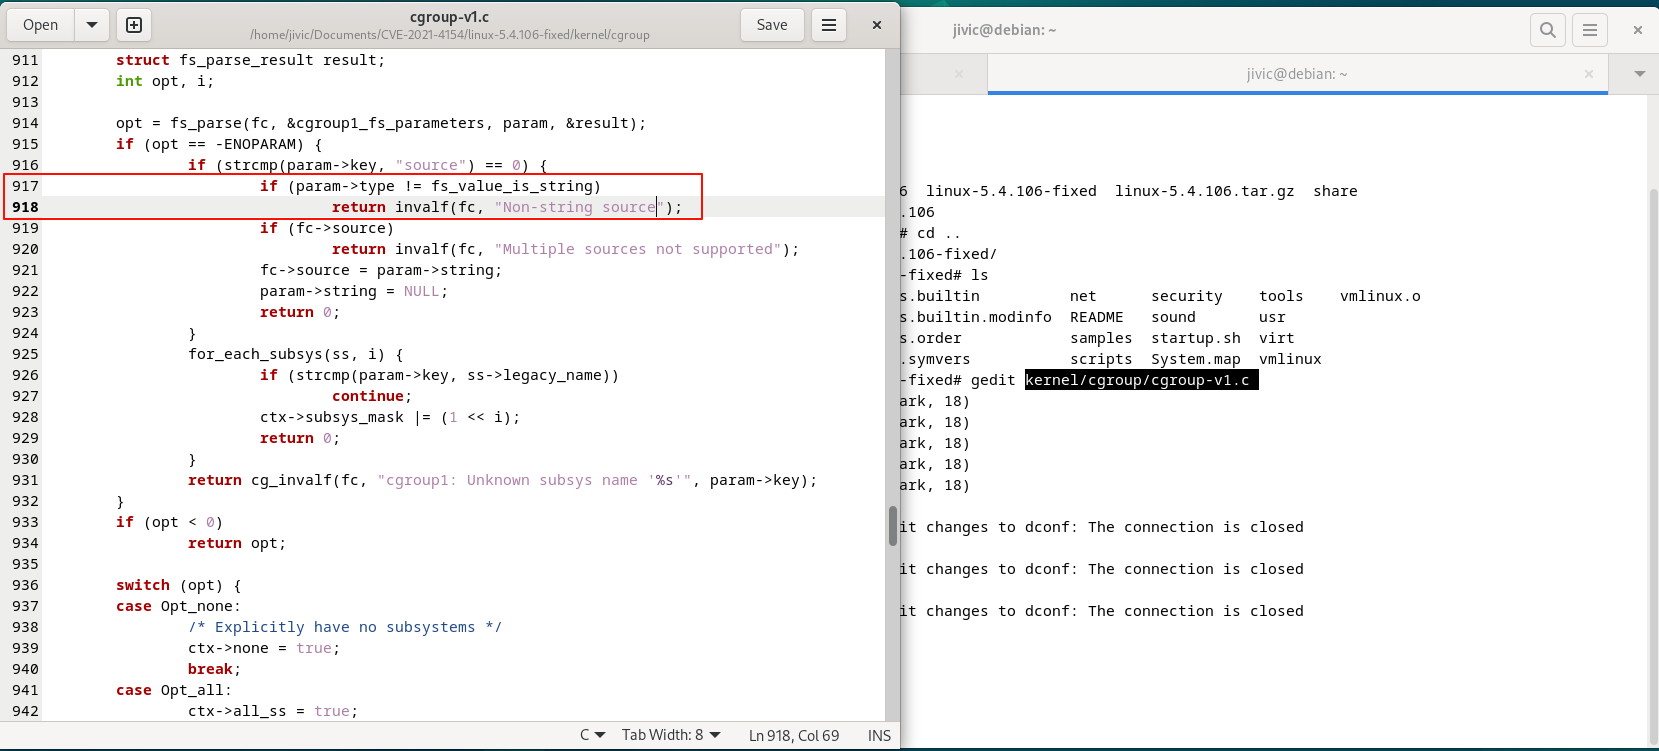 Open
cgroup-v1.c
/home/jivic/Documents/CVE-2021-4154/linux-5.4.106-fixed/kernel/cgroup
Save
911 struct fs_parse_result result;
912 int opt, i;
913
914 opt = fs_parse(fc, &cgroup1_fs_parameters, param, &result);
915 if (opt == -ENOPARAM) {
916 if (strcmp(param->key, "source") == 0) {
917 if (param->type != fs_value_is_string)
918 return invalf(fc, "Non-string source");
919 if (fc->source)
920 return invalf(fc, "Multiple sources not supported");
921 fc->source = param->string;
922 param->string = NULL;
923 return 0;
924 }
925 for_each_subsys(ss, i) {
926 if (strcmp(param->key, ss->legacy_name))
927 continue;
928 ctx->subsys_mask |= (1 << i);
929 return 0;
930 }
931 return cg_invalf(fc, "cgroup1: Unknown subsys name '%s'", param->key);
932 }
933 if (opt < 0)
934 return opt;
935
936 switch (opt) {
937 case Opt_none:
938 /* Explicitly have no subsystems */
939 ctx->none = true;
940 break;
941 case Opt_all:
942 ctx->all_ss = true;
C
Tab Width: 8
Ln 918, Col 69
INS
jivic@debian: ~
jivic@debian: ~
6 linux-5.4.106-fixed linux-5.4.106.tar.gz share
.106
# cd ..
.106-fixed/
-fixed# ls
s.builtin net security tools vmlinux.o
s.builtin.modinfo README sound usr
s.order samples startup.sh virt
.symvers scripts System.map vmlinux
-fixed# gedit kernel/cgroup/cgroup-v1.c
ark, 18)
ark, 18)
ark, 18)
ark, 18)
ark, 18)
it changes to dconf: The connection is closed
it changes to dconf: The connection is closed
it changes to dconf: The connection is closed